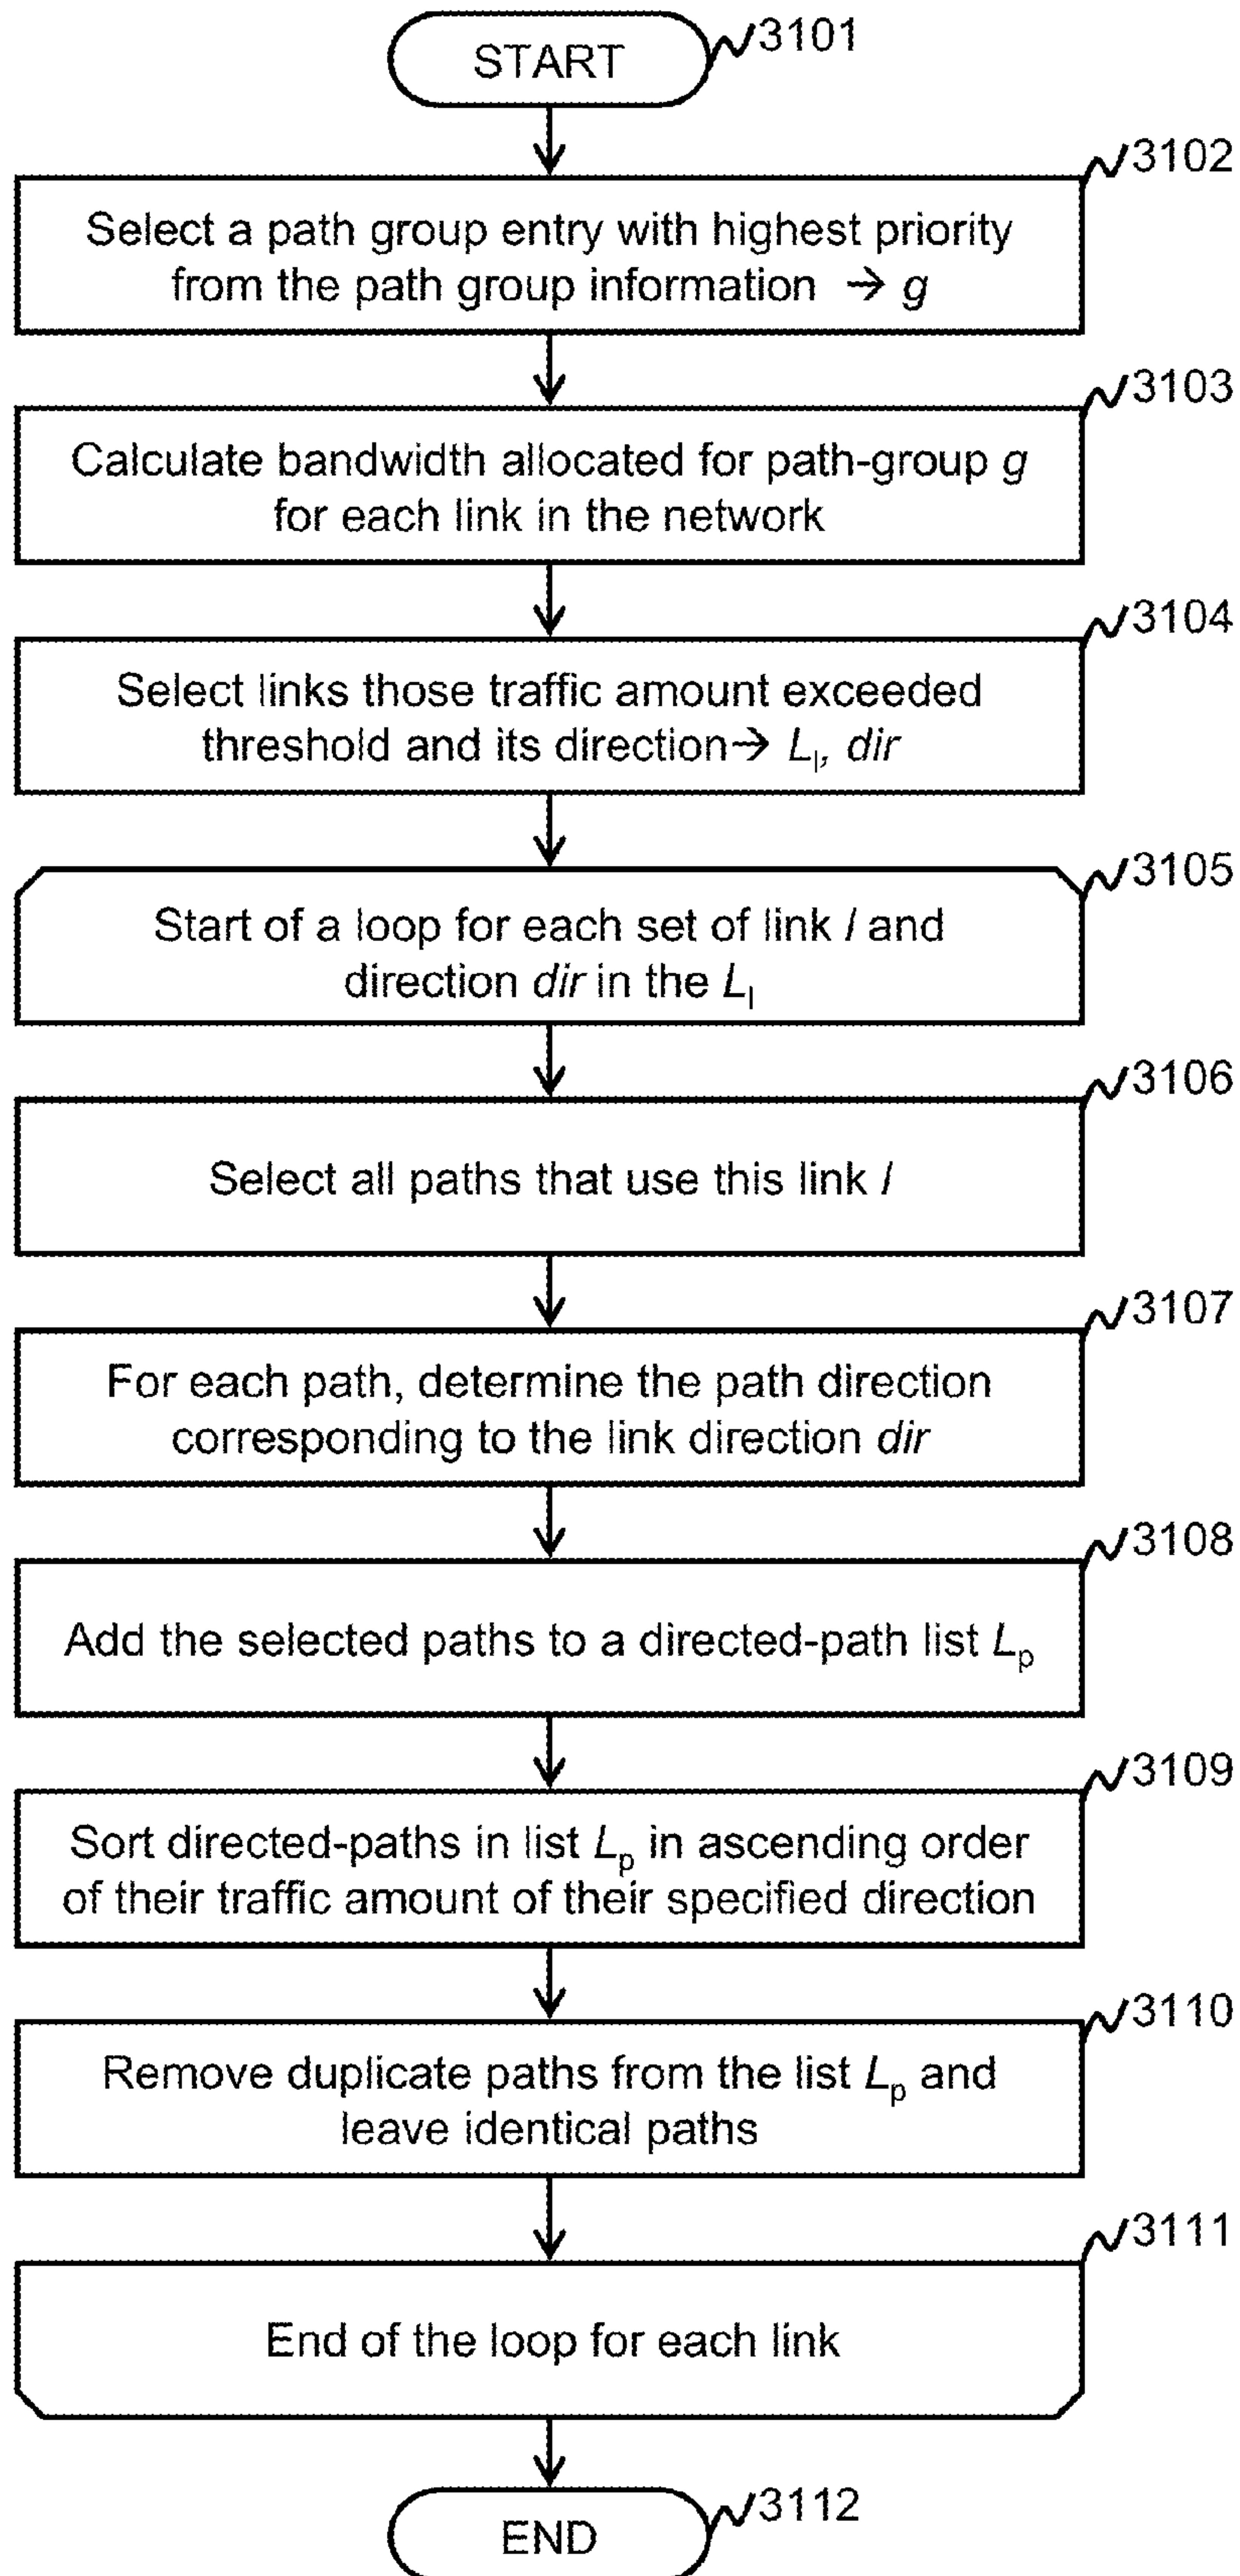 START
3101
3102
Select a path group entry with highest priority
from the path group information → g
3103
Calculate bandwidth allocated for path-group g
for each link in the network
3104
Select links those traffic amount exceeded
threshold and its direction→ Ll, dir
3105
Start of a loop for each set of link l and
direction dir in the Ll
3106
Select all paths that use this link l
3107
For each path, determine the path direction
corresponding to the link direction dir
3108
Add the selected paths to a directed-path list Lp
3109
Sort directed-paths in list Lp in ascending order
of their traffic amount of their specified direction
3110
Remove duplicate paths from the list Lp and
leave identical paths
3111
End of the loop for each link
3112
END